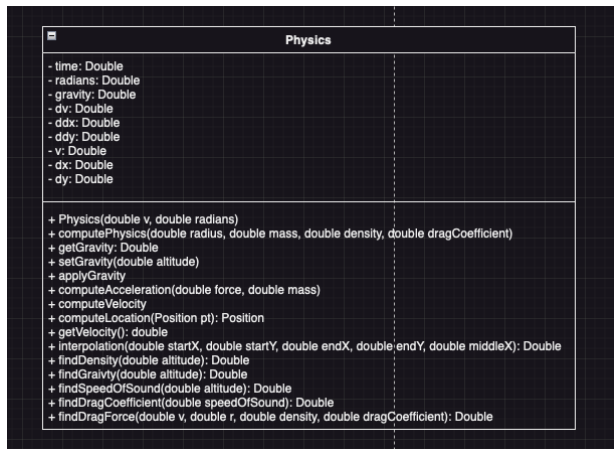 Physics
- time: Double
- radians: Double
- gravity: Double
- dv: Double
- ddx: Double
- ddy: Double
- v: Double
- dx: Double
- dy: Double
+ Physics(double v, double radians)
+ computePhysics(double radius, double mass, double density, double dragCoefficient)
+ getGravity: Double
+ setGravity(double altitude)
+ applyGravity
+ computeAcceleration(double force, double mass)
+ computeVelocity
+ computeLocation(Position pt): Position
+ getVelocity(): double
+ interpolation(double startX, double startY, double endX, double endY, double middleX): Double
+ findDensity(double altitude): Double
+ findGraivty(double altitude): Double
+ findSpeedOfSound(double altitude): Double
+ findDragCoefficient(double speedOfSound): Double
+ findDragForce(double v, double r, double density, double dragCoefficient): Double